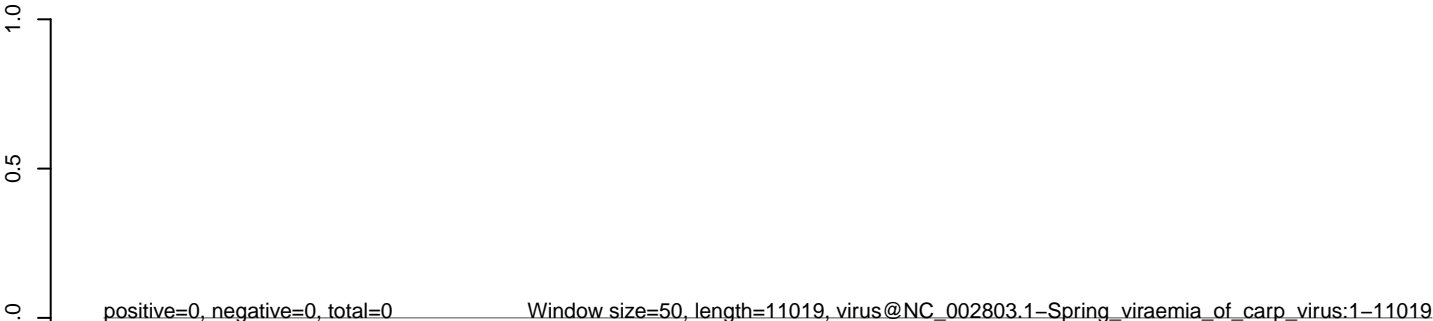 1.0
0.5
.0
positive=0, negative=0, total=0 Window size=50, length=11019, virus@NC_002803.1−Spring_viraemia_of_carp_virus:1−11019